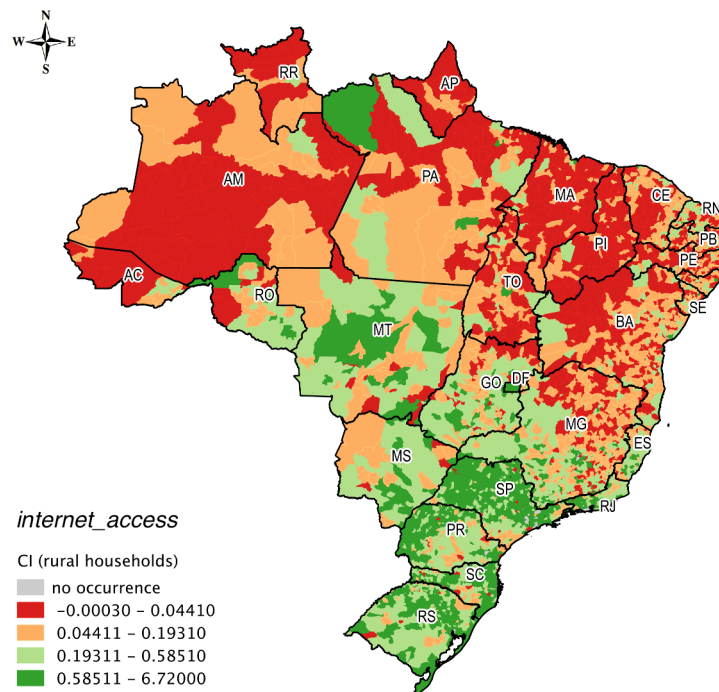 N
W E
S
RR
AP
AM
PA
MA
CE
RN
PB
PI
PE
AC
TO
SE
RO
BA
MT
GO
DF
MG
ES
MS
SP
RJ
PR
SC
RS
internet_access
CI (rural households)
no occurrence
−0.00030 – 0.04410
0.04411 – 0.19310
0.19311 – 0.58510
0.58511 – 6.72000